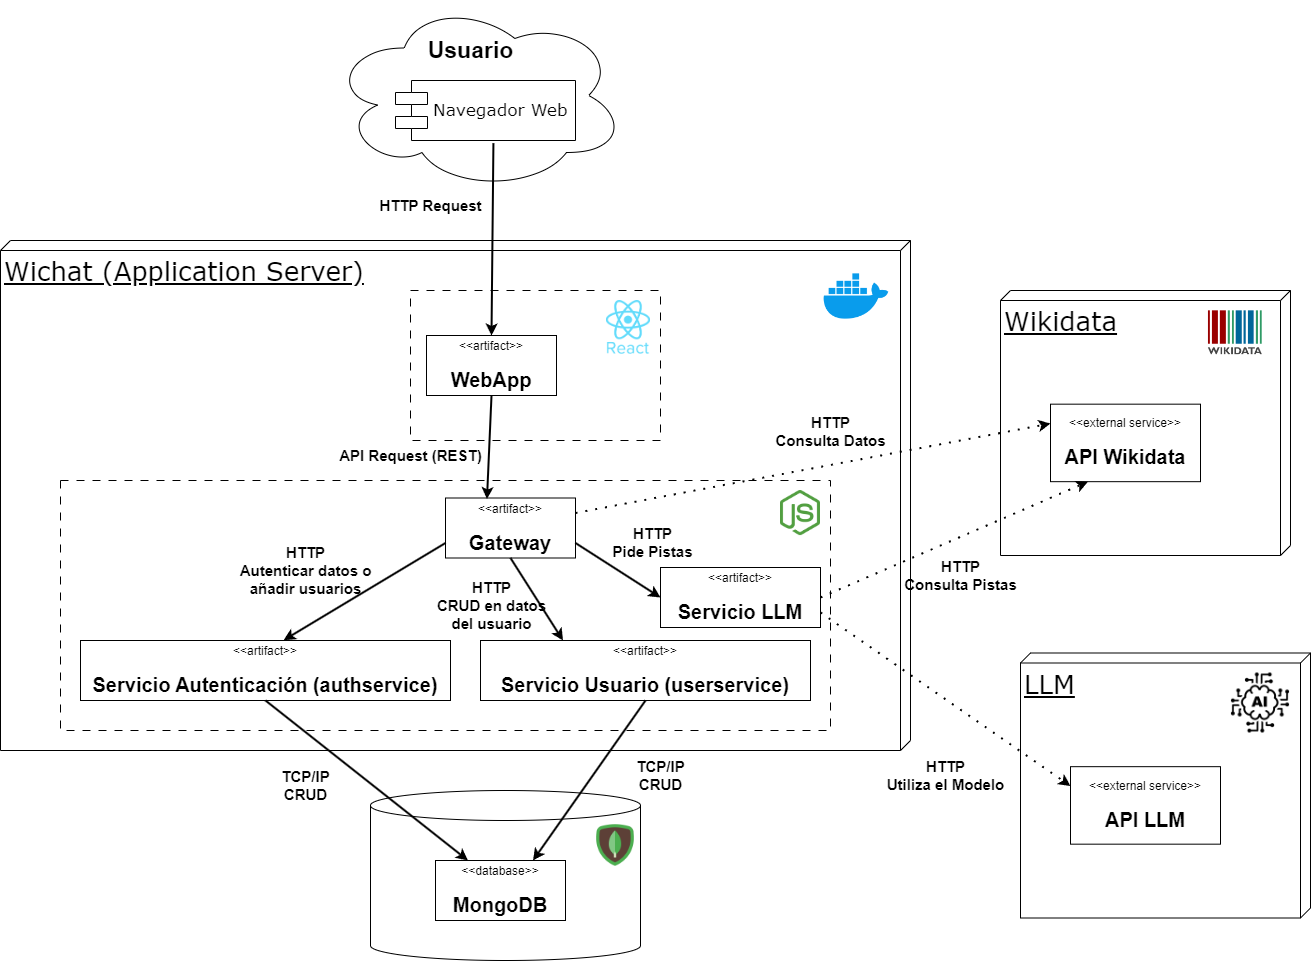 Usuario
Navegador Web
HTTP Request
Wichat (Application Server)
React
<<artifact>>
WebApp
API Request (REST)
Wikidata
WIKIDATA
HTTP
Consulta Datos
<<external service>>
API Wikidata
JS
<<artifact>>
Gateway
HTTP
Pide Pistas
HTTP
Autenticar datos o
añadir usuarios
HTTP
CRUD en datos
del usuario
<<artifact>>
Servicio LLM
HTTP
Consulta Pistas
<<artifact>>
Servicio Autenticación (authservice)
<<artifact>>
Servicio Usuario (userservice)
LLM
AI
HTTP
Utiliza el Modelo
<<external service>>
API LLM
TCP/IP
CRUD
TCP/IP
CRUD
<<database>>
MongoDB